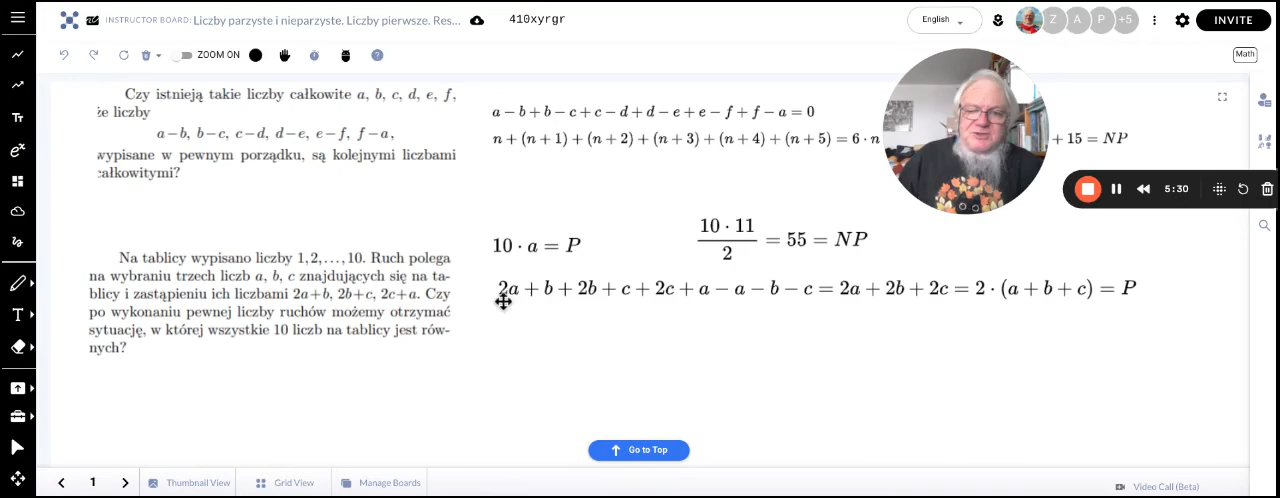 INSTRUCTOR BOARD: Liczby parzyste i nieparzyste. Liczby pierwsze. Res...
410xyrgr
English
Z A P +5
INVITE
ZOOM ON
Math
Czy istnieją takie liczby całkowite a, b, c, d, e, f,
że liczby
a−b, b−c, c−d, d−e, e−f, f−a,
wypisane w pewnym porządku, są kolejnymi liczbami
całkowitymi?
a − b + b − c + c − d + d − e + e − f + f − a = 0
n + (n + 1) + (n + 2) + (n + 3) + (n + 4) + (n + 5) = 6 · n + 15 = NP
5:30
Na tablicy wypisano liczby 1, 2, . . . , 10. Ruch polega
na wybraniu trzech liczb a, b, c znajdujących się na ta-
blicy i zastąpieniu ich liczbami 2a+b, 2b+c, 2c+a. Czy
po wykonaniu pewnej liczby ruchów możemy otrzymać
sytuację, w której wszystkie 10 liczb na tablicy jest rów-
nych?
10 · a = P
10 · 11 / 2 = 55 = NP
2a + b + 2b + c + 2c + a − a − b − c = 2a + 2b + 2c = 2 · (a + b + c) = P
Go to Top
1
Thumbnail View
Grid View
Manage Boards
Video Call (Beta)